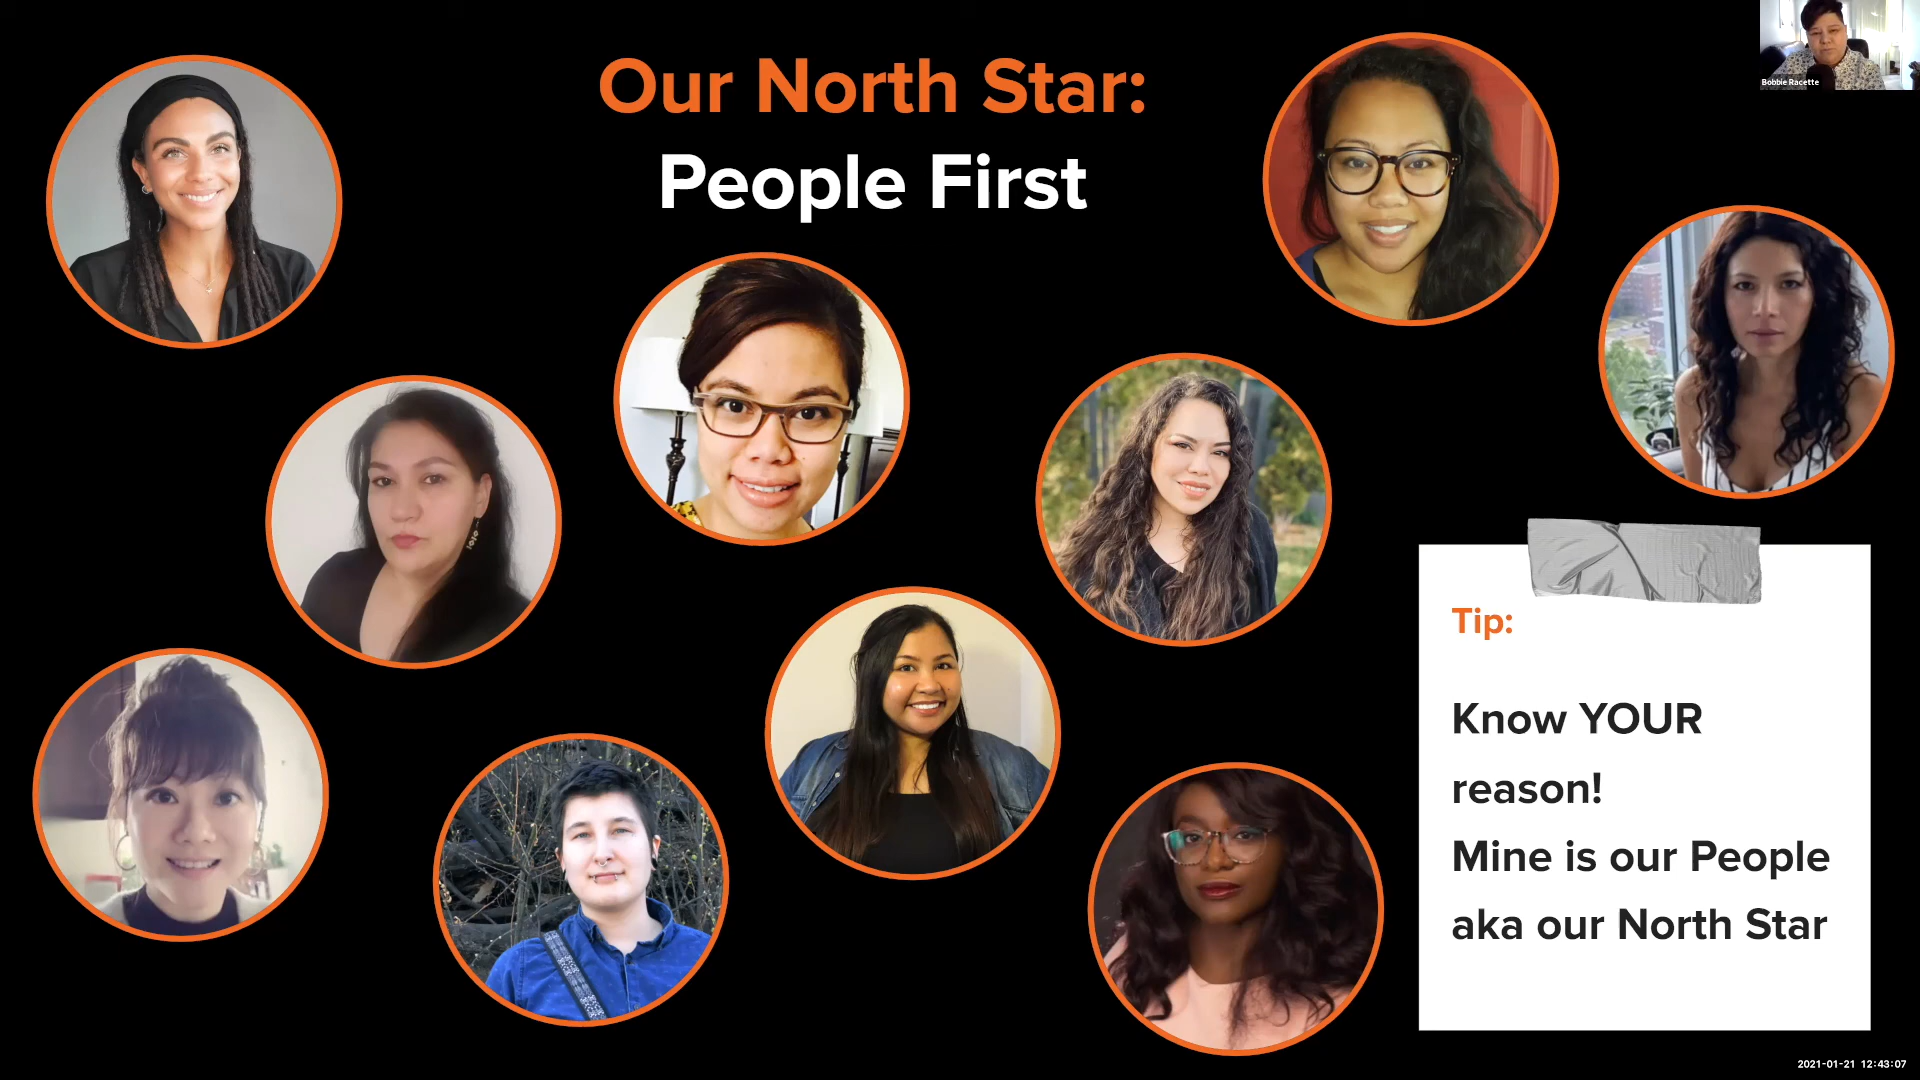 Our North Star:
People First
Bobbie Racette
Tip:
Know YOUR
reason!
Mine is our People
aka our North Star
2021-01-21 12:43:07